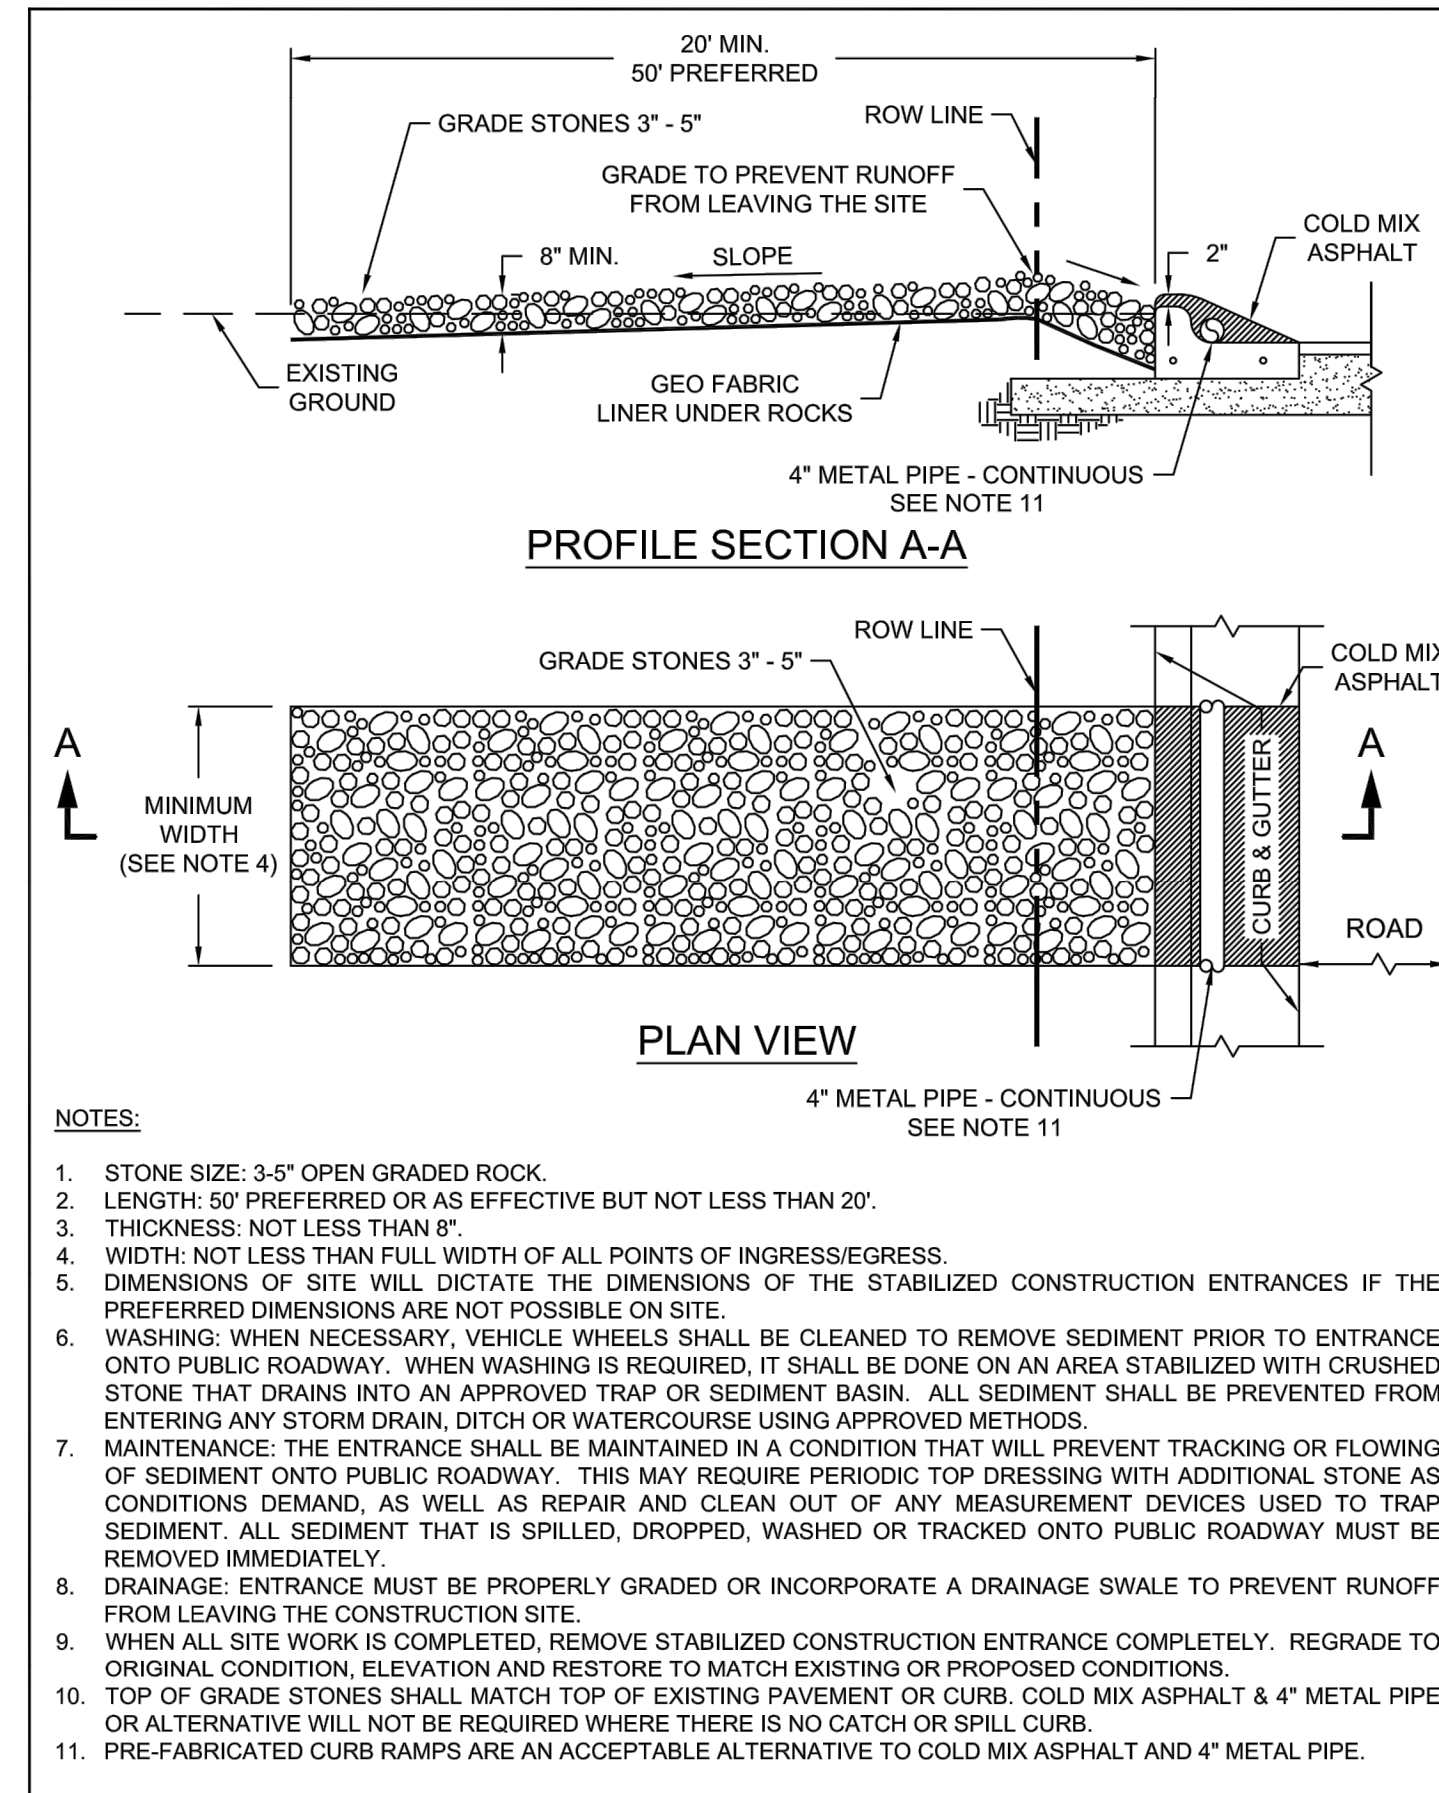 20' MIN.
50' PREFERRED
GRADE STONES 3" - 5"
ROW LINE
GRADE TO PREVENT RUNOFF
FROM LEAVING THE SITE
COLD MIX
ASPHALT
8" MIN.
SLOPE
2"
EXISTING
GROUND
GEO FABRIC
LINER UNDER ROCKS
4" METAL PIPE - CONTINUOUS
SEE NOTE 11
PROFILE SECTION A-A
ROW LINE
GRADE STONES 3" - 5"
COLD MIX
ASPHALT
A
A
MINIMUM
WIDTH
(SEE NOTE 4)
CURB & GUTTER
ROAD
PLAN VIEW
4" METAL PIPE - CONTINUOUS
SEE NOTE 11
NOTES:
1. STONE SIZE: 3-5" OPEN GRADED ROCK.
2. LENGTH: 50' PREFERRED OR AS EFFECTIVE BUT NOT LESS THAN 20'.
3. THICKNESS: NOT LESS THAN 8".
4. WIDTH: NOT LESS THAN FULL WIDTH OF ALL POINTS OF INGRESS/EGRESS.
5. DIMENSIONS OF SITE WILL DICTATE THE DIMENSIONS OF THE STABILIZED CONSTRUCTION ENTRANCES IF THE
PREFERRED DIMENSIONS ARE NOT POSSIBLE ON SITE.
6. WASHING: WHEN NECESSARY, VEHICLE WHEELS SHALL BE CLEANED TO REMOVE SEDIMENT PRIOR TO ENTRANCE
ONTO PUBLIC ROADWAY. WHEN WASHING IS REQUIRED, IT SHALL BE DONE ON AN AREA STABILIZED WITH CRUSHED
STONE THAT DRAINS INTO AN APPROVED TRAP OR SEDIMENT BASIN. ALL SEDIMENT SHALL BE PREVENTED FROM
ENTERING ANY STORM DRAIN, DITCH OR WATERCOURSE USING APPROVED METHODS.
7. MAINTENANCE: THE ENTRANCE SHALL BE MAINTAINED IN A CONDITION THAT WILL PREVENT TRACKING OR FLOWING
OF SEDIMENT ONTO PUBLIC ROADWAY. THIS MAY REQUIRE PERIODIC TOP DRESSING WITH ADDITIONAL STONE AS
CONDITIONS DEMAND, AS WELL AS REPAIR AND CLEAN OUT OF ANY MEASUREMENT DEVICES USED TO TRAP
SEDIMENT. ALL SEDIMENT THAT IS SPILLED, DROPPED, WASHED OR TRACKED ONTO PUBLIC ROADWAY MUST BE
REMOVED IMMEDIATELY.
8. DRAINAGE: ENTRANCE MUST BE PROPERLY GRADED OR INCORPORATE A DRAINAGE SWALE TO PREVENT RUNOFF
FROM LEAVING THE CONSTRUCTION SITE.
9. WHEN ALL SITE WORK IS COMPLETED, REMOVE STABILIZED CONSTRUCTION ENTRANCE COMPLETELY. REGRADE TO
ORIGINAL CONDITION, ELEVATION AND RESTORE TO MATCH EXISTING OR PROPOSED CONDITIONS.
10. TOP OF GRADE STONES SHALL MATCH TOP OF EXISTING PAVEMENT OR CURB. COLD MIX ASPHALT & 4" METAL PIPE
OR ALTERNATIVE WILL NOT BE REQUIRED WHERE THERE IS NO CATCH OR SPILL CURB.
11. PRE-FABRICATED CURB RAMPS ARE AN ACCEPTABLE ALTERNATIVE TO COLD MIX ASPHALT AND 4" METAL PIPE.